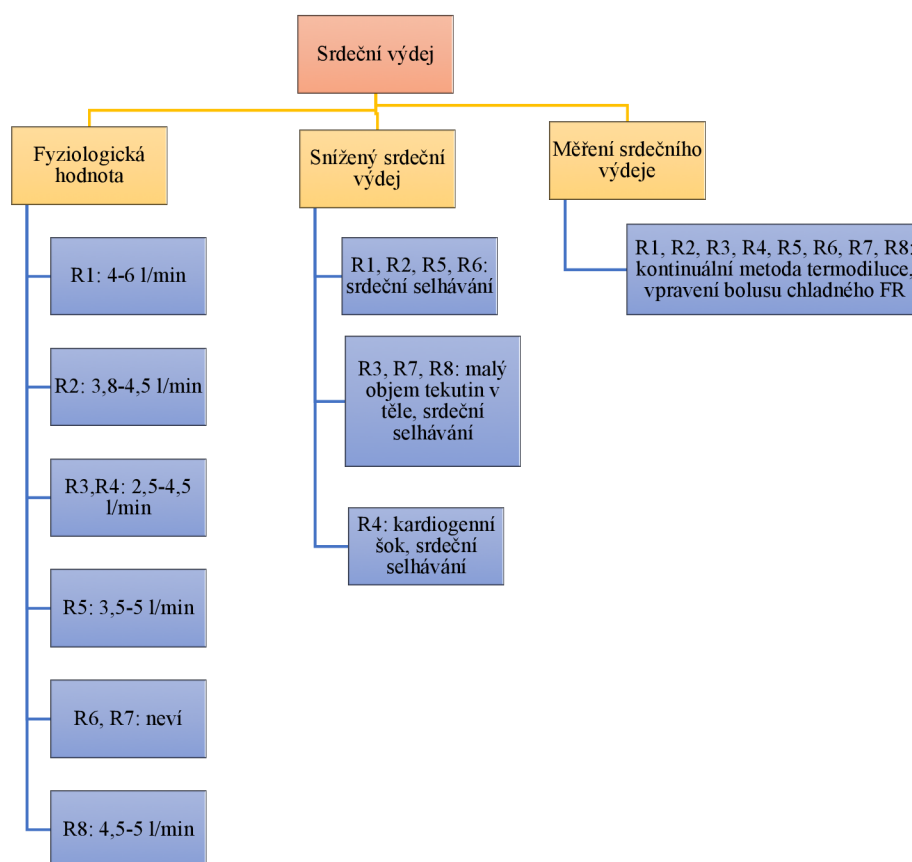 Srdeční výdej
Fyziologická
hodnota
R1: 4-6 l/min
R2: 3,8-4,5 l/min
R3,R4: 2,5-4,5
l/min
R5: 3,5-5 l/min
R6, R7: neví
R8: 4,5-5 l/min
Snížený srdeční
výdej
R1, R2, R5, R6:
srdeční selhávání
R3, R7, R8: malý
objem tekutin v
těle, srdeční
selhávání
R4: kardiogenní
šok, srdeční
selhávání
Měření srdečního
výdeje
R1, R2, R3, R4, R5, R6, R7, R8:
kontinuální metoda termodiluce,
vpravení bolusu chladného FR